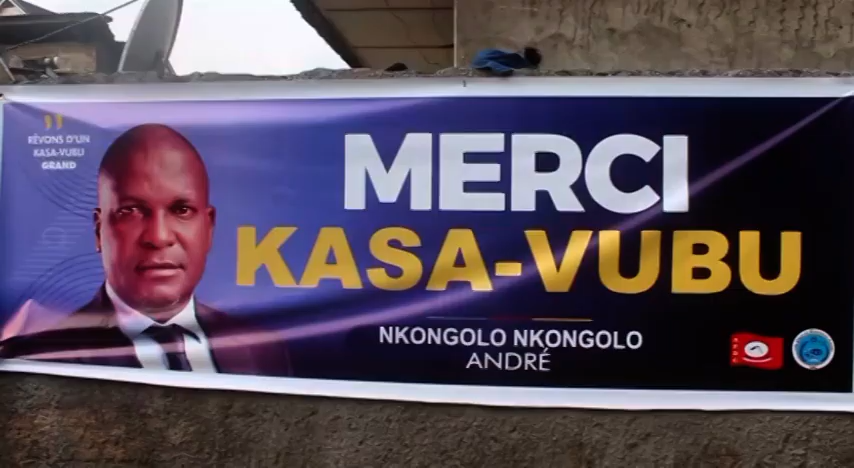 RÊVONS D'UN
KASA-VUBU
GRAND
MERCI
KASA-VUBU
NKONGOLO NKONGOLO
ANDRÉ